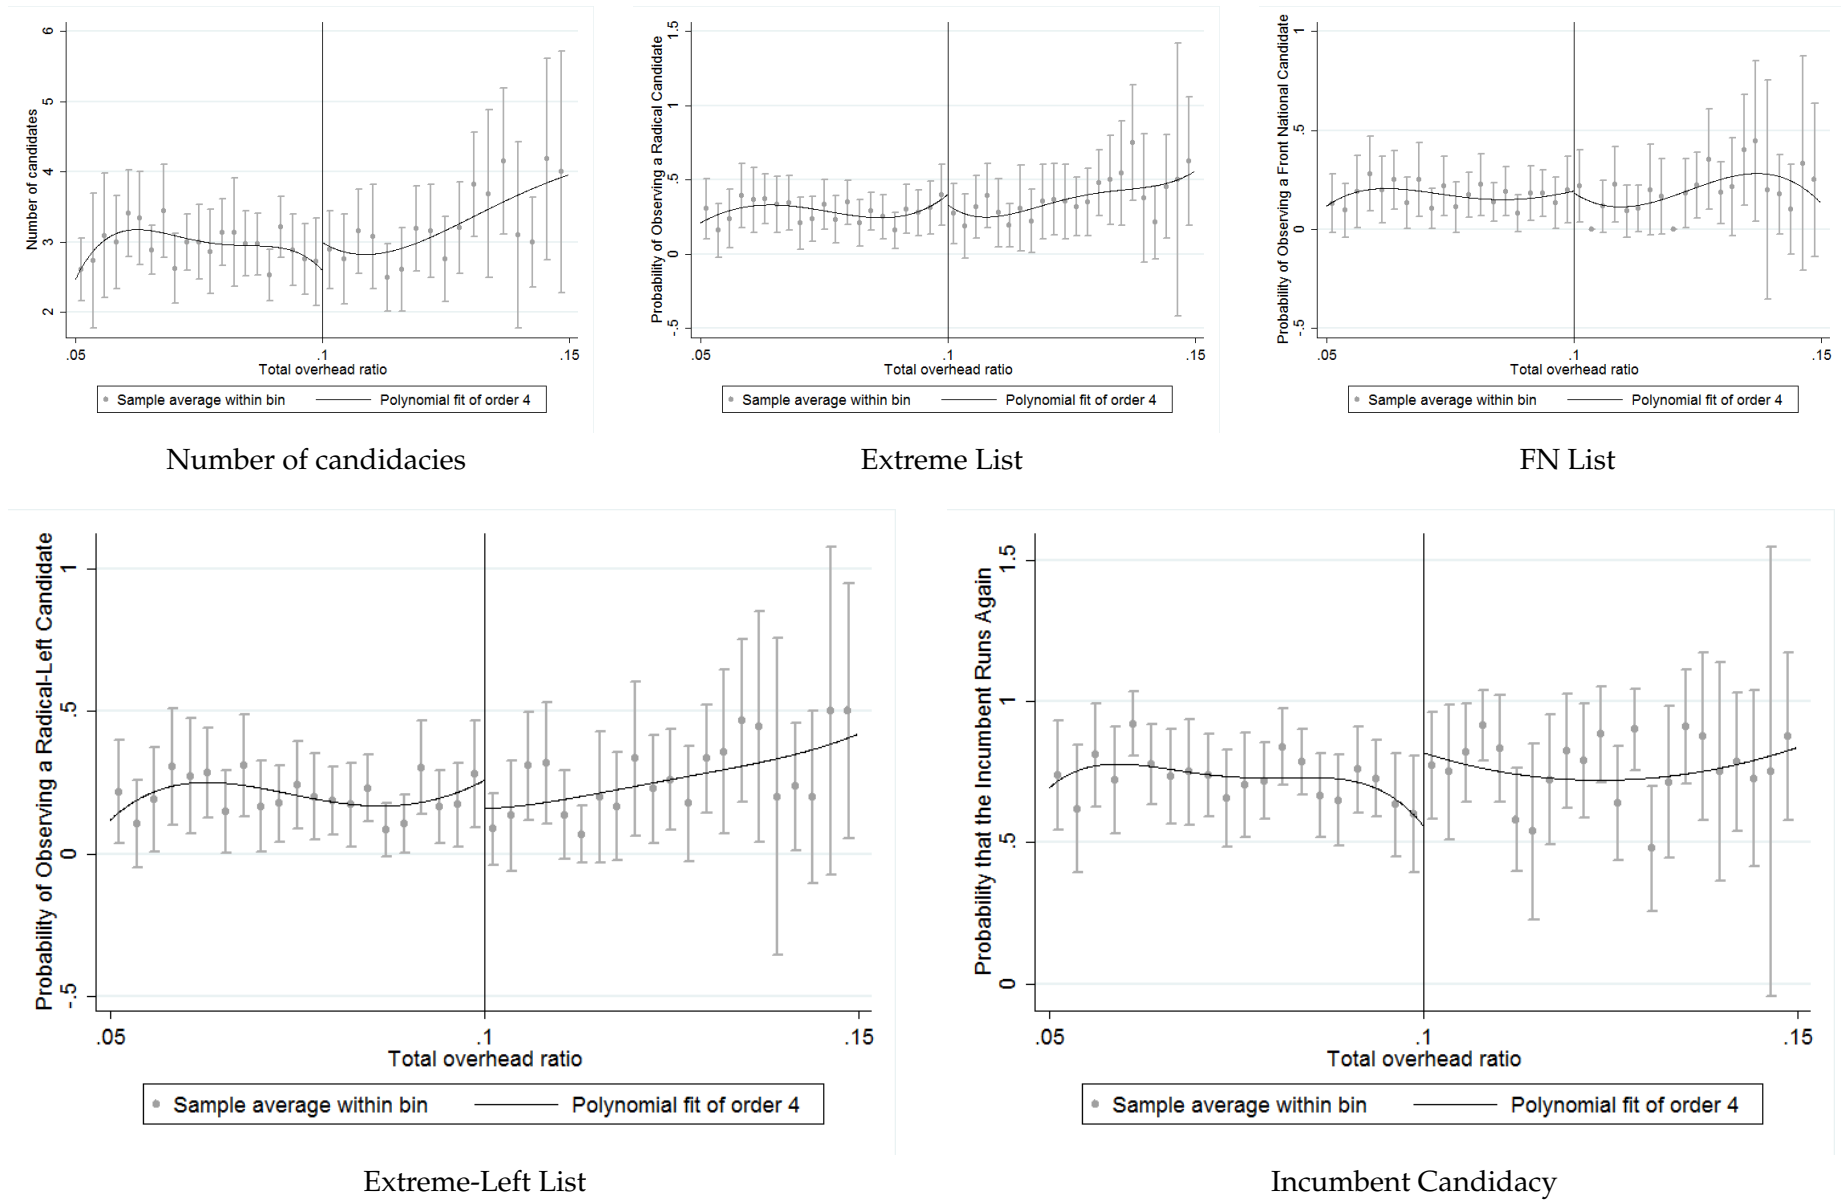 Number of candidates
6
5
4
3
2
.05
.1
.15
Total overhead ratio
Sample average within bin
Polynomial fit of order 4
Number of candidacies
Probability of Observing a Radical Candidate
1.5
1
.5
0
-.5
.05
.1
.15
Total overhead ratio
Sample average within bin
Polynomial fit of order 4
Extreme List
Probability of Observing a Front National Candidate
1
.5
0
-.5
.05
.1
.15
Total overhead ratio
Sample average within bin
Polynomial fit of order 4
FN List
Probability of Observing a Radical-Left Candidate
1
.5
0
-.5
.05
.1
.15
Total overhead ratio
Sample average within bin
Polynomial fit of order 4
Extreme-Left List
Probability that the Incumbent Runs Again
1.5
1
.5
0
.05
.1
.15
Total overhead ratio
Sample average within bin
Polynomial fit of order 4
Incumbent Candidacy